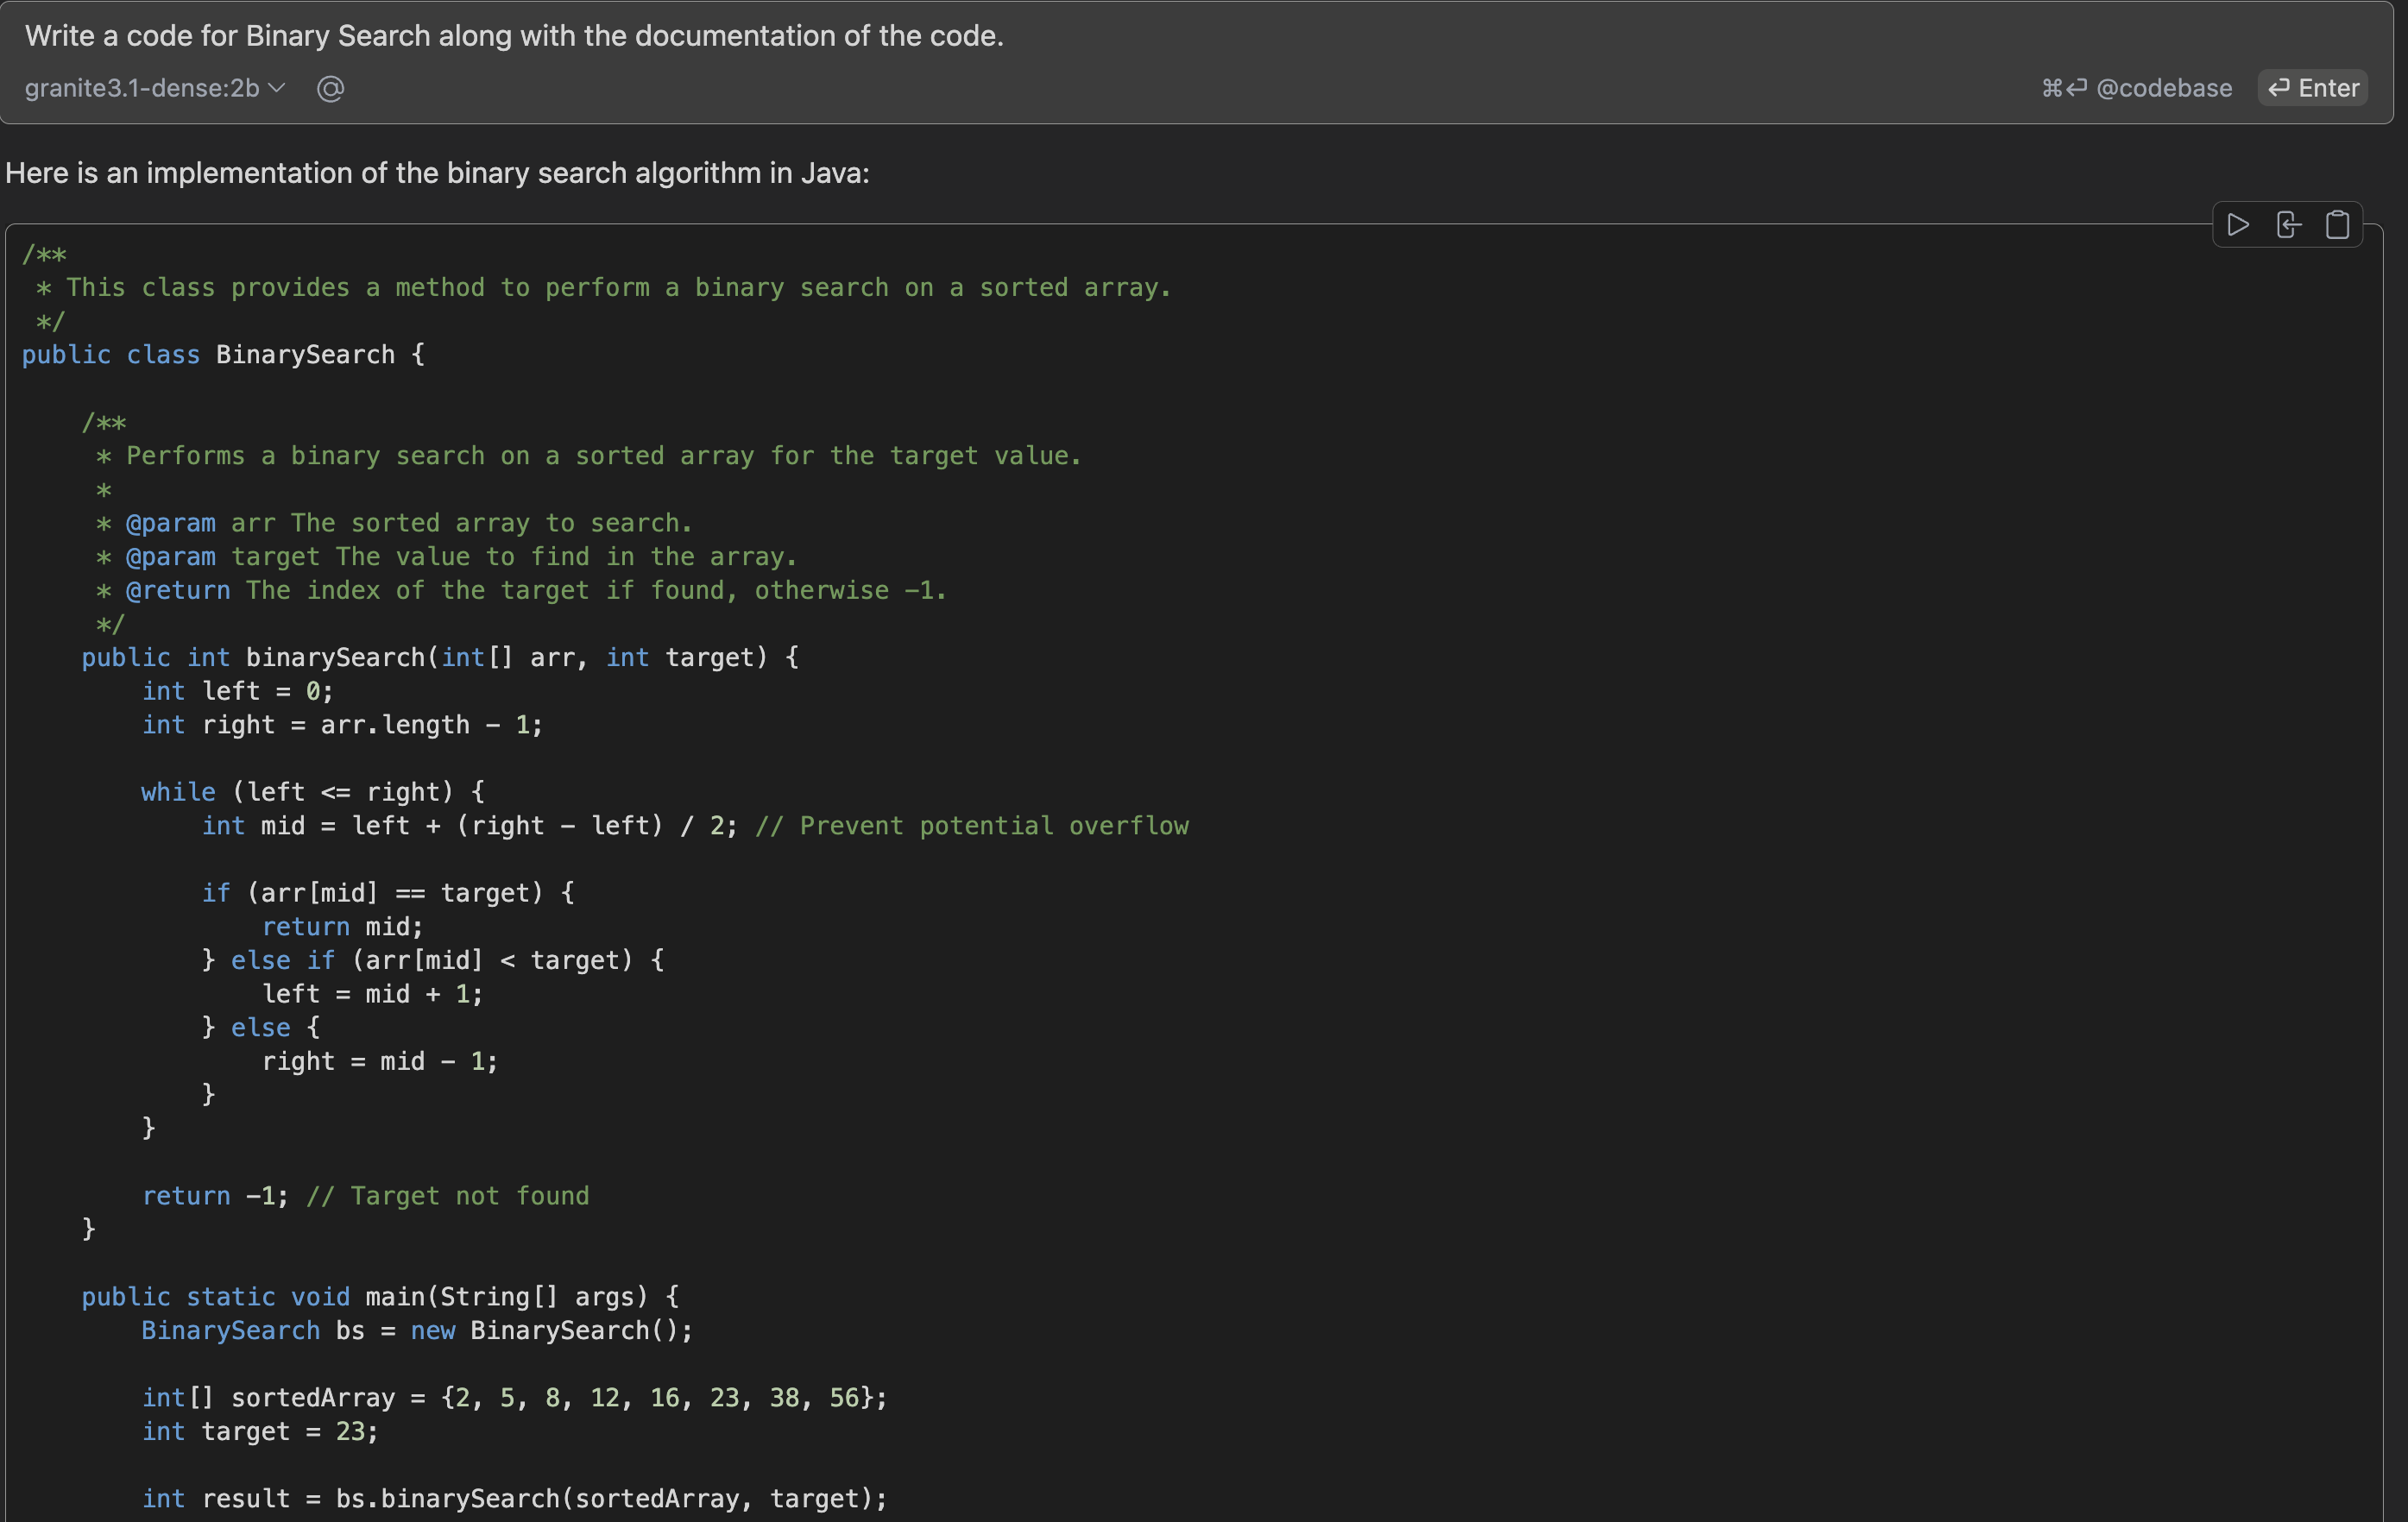 Write a code for Binary Search along with the documentation of the code.
granite3.1-dense:2b @ ⌘⏎ @codebase ⏎ Enter
Here is an implementation of the binary search algorithm in Java:
/**
 * This class provides a method to perform a binary search on a sorted array.
 */
public class BinarySearch {

    /**
     * Performs a binary search on a sorted array for the target value.
     *
     * @param arr The sorted array to search.
     * @param target The value to find in the array.
     * @return The index of the target if found, otherwise -1.
     */
    public int binarySearch(int[] arr, int target) {
        int left = 0;
        int right = arr.length - 1;

        while (left <= right) {
            int mid = left + (right - left) / 2; // Prevent potential overflow

            if (arr[mid] == target) {
                return mid;
            } else if (arr[mid] < target) {
                left = mid + 1;
            } else {
                right = mid - 1;
            }
        }

        return -1; // Target not found
    }

    public static void main(String[] args) {
        BinarySearch bs = new BinarySearch();

        int[] sortedArray = {2, 5, 8, 12, 16, 23, 38, 56};
        int target = 23;

        int result = bs.binarySearch(sortedArray, target);